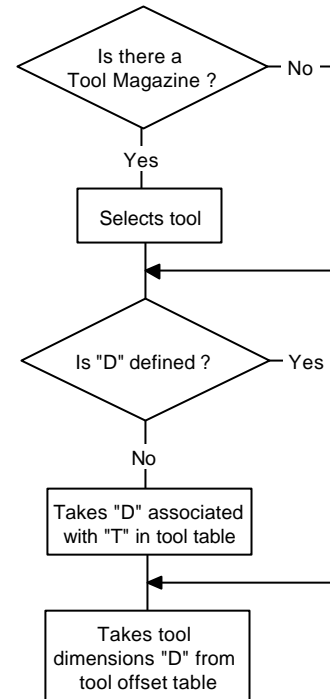 Is there a
Tool Magazine ?
No
Yes
Selects tool
Is "D" defined ?
Yes
No
Takes "D" associated
with "T" in tool table
Takes tool
dimensions "D" from
tool offset table